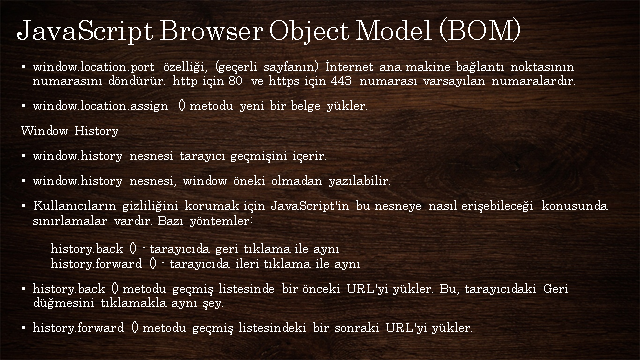 JavaScript Browser Object Model (BOM)
• window.location.port özelliği, (geçerli sayfanın) İnternet ana makine bağlantı noktasının
numarasını döndürür. http için 80 ve https için 443 numarası varsayılan numaralardır.
• window.location.assign () metodu yeni bir belge yükler.
Window History
• window.history nesnesi tarayıcı geçmişini içerir.
• window.history nesnesi, window öneki olmadan yazılabilir.
• Kullanıcıların gizliliğini korumak için JavaScript'in bu nesneye nasıl erişebileceği konusunda
sınırlamalar vardır. Bazı yöntemler:
history.back () - tarayıcıda geri tıklama ile aynı
history.forward () - tarayıcıda ileri tıklama ile aynı
• history.back () metodu geçmiş listesinde bir önceki URL'yi yükler. Bu, tarayıcıdaki Geri
düğmesini tıklamakla aynı şey.
• history.forward () metodu geçmiş listesindeki bir sonraki URL'yi yükler.